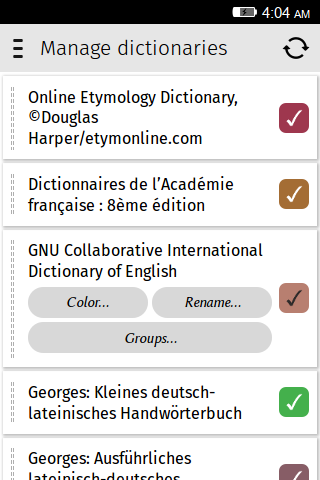 4:04 AM
Manage dictionaries
Online Etymology Dictionary,
©Douglas
Harper/etymonline.com
Dictionnaires de l’Académie
française : 8ème édition
GNU Collaborative International
Dictionary of English
Color...
Rename...
Groups...
Georges: Kleines deutsch-
lateinisches Handwörterbuch
Georges: Ausführliches
lateinisch-deutsches